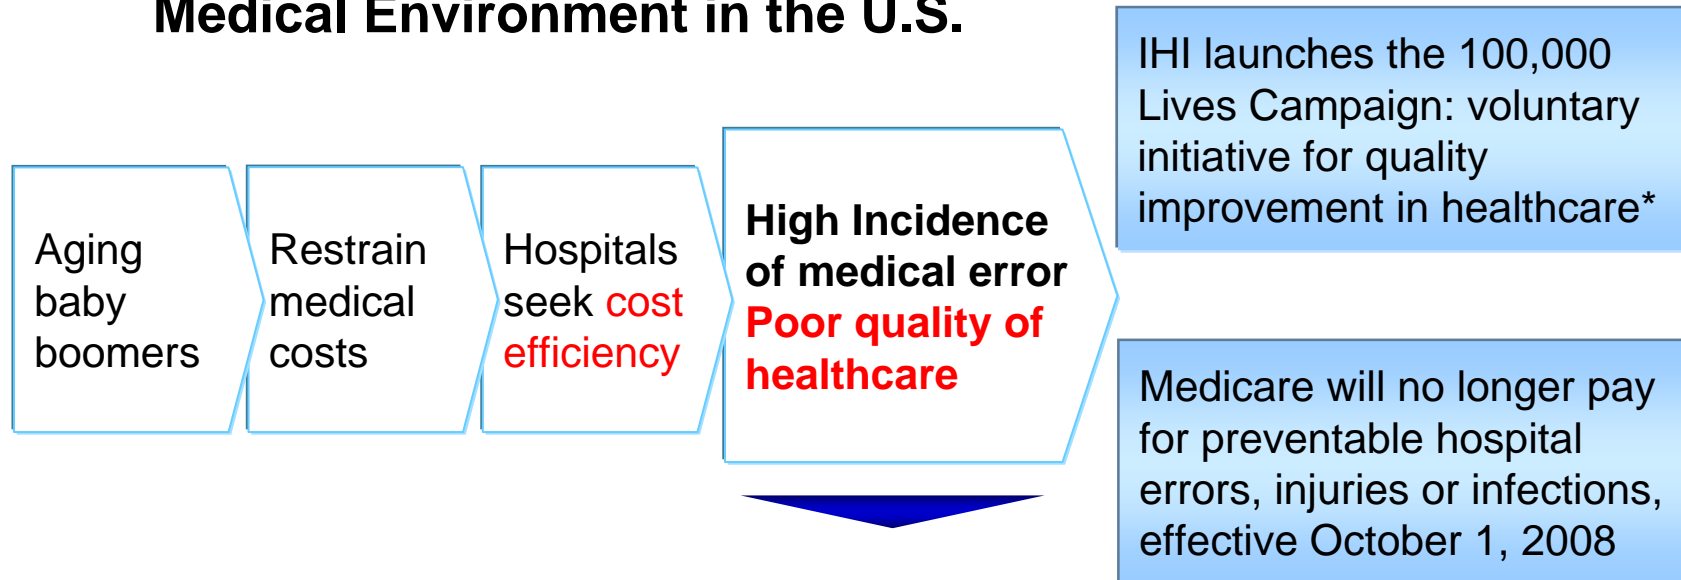 Medical Environment in the U.S.
Aging
baby
boomers
Restrain
medical
costs
Hospitals
seek cost
efficiency
High Incidence
of medical error
Poor quality of
healthcare
IHI launches the 100,000
Lives Campaign: voluntary
initiative for quality
improvement in healthcare*
Medicare will no longer pay
for preventable hospital
errors, injuries or infections,
effective October 1, 2008